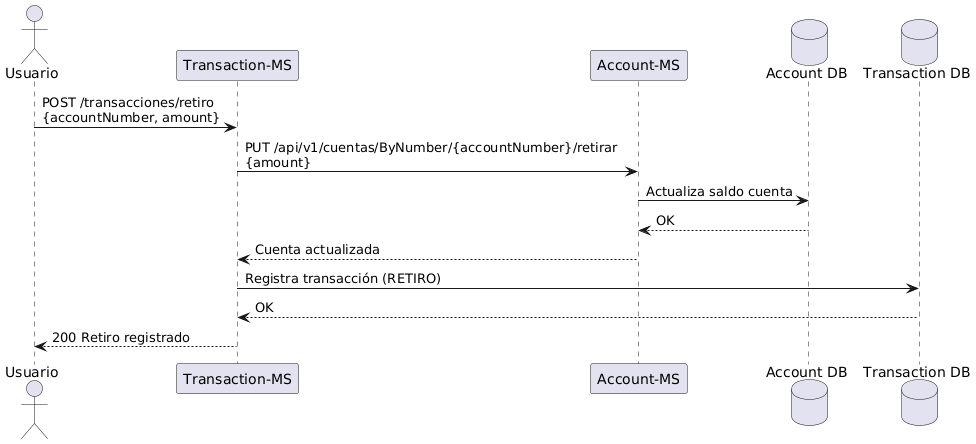 Usuario
Transaction-MS
Account-MS
Account DB
Transaction DB
POST /transacciones/retiro
{accountNumber, amount}
PUT /api/v1/cuentas/ByNumber/{accountNumber}/retirar
{amount}
Actualiza saldo cuenta
OK
Cuenta actualizada
Registra transacción (RETIRO)
OK
200 Retiro registrado
Usuario
Transaction-MS
Account-MS
Account DB
Transaction DB